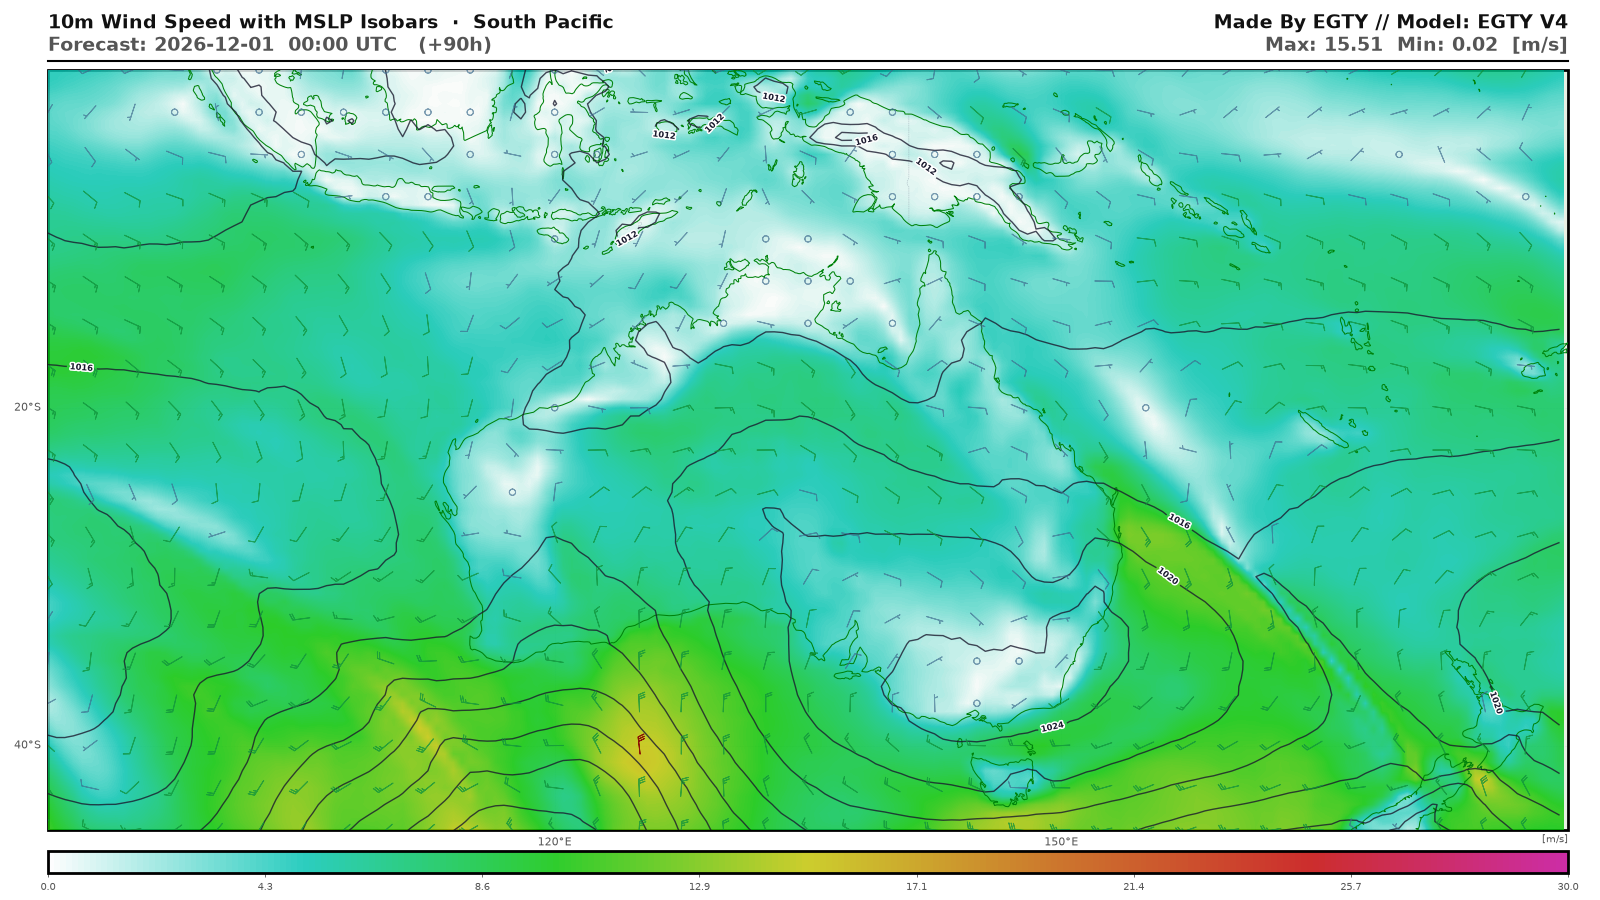 10m Wind Speed with MSLP Isobars · South Pacific
Made By EGTY // Model: EGTY V4
Forecast: 2026-12-01 00:00 UTC (+90h)
Max: 15.51 Min: 0.02 [m/s]
1012
1012
1012
1016
1012
1012
1016
20°S
1016
1020
1020
1024
40°S
120°E
150°E
[m/s]
0.0
4.3
8.6
12.9
17.1
21.4
25.7
30.0